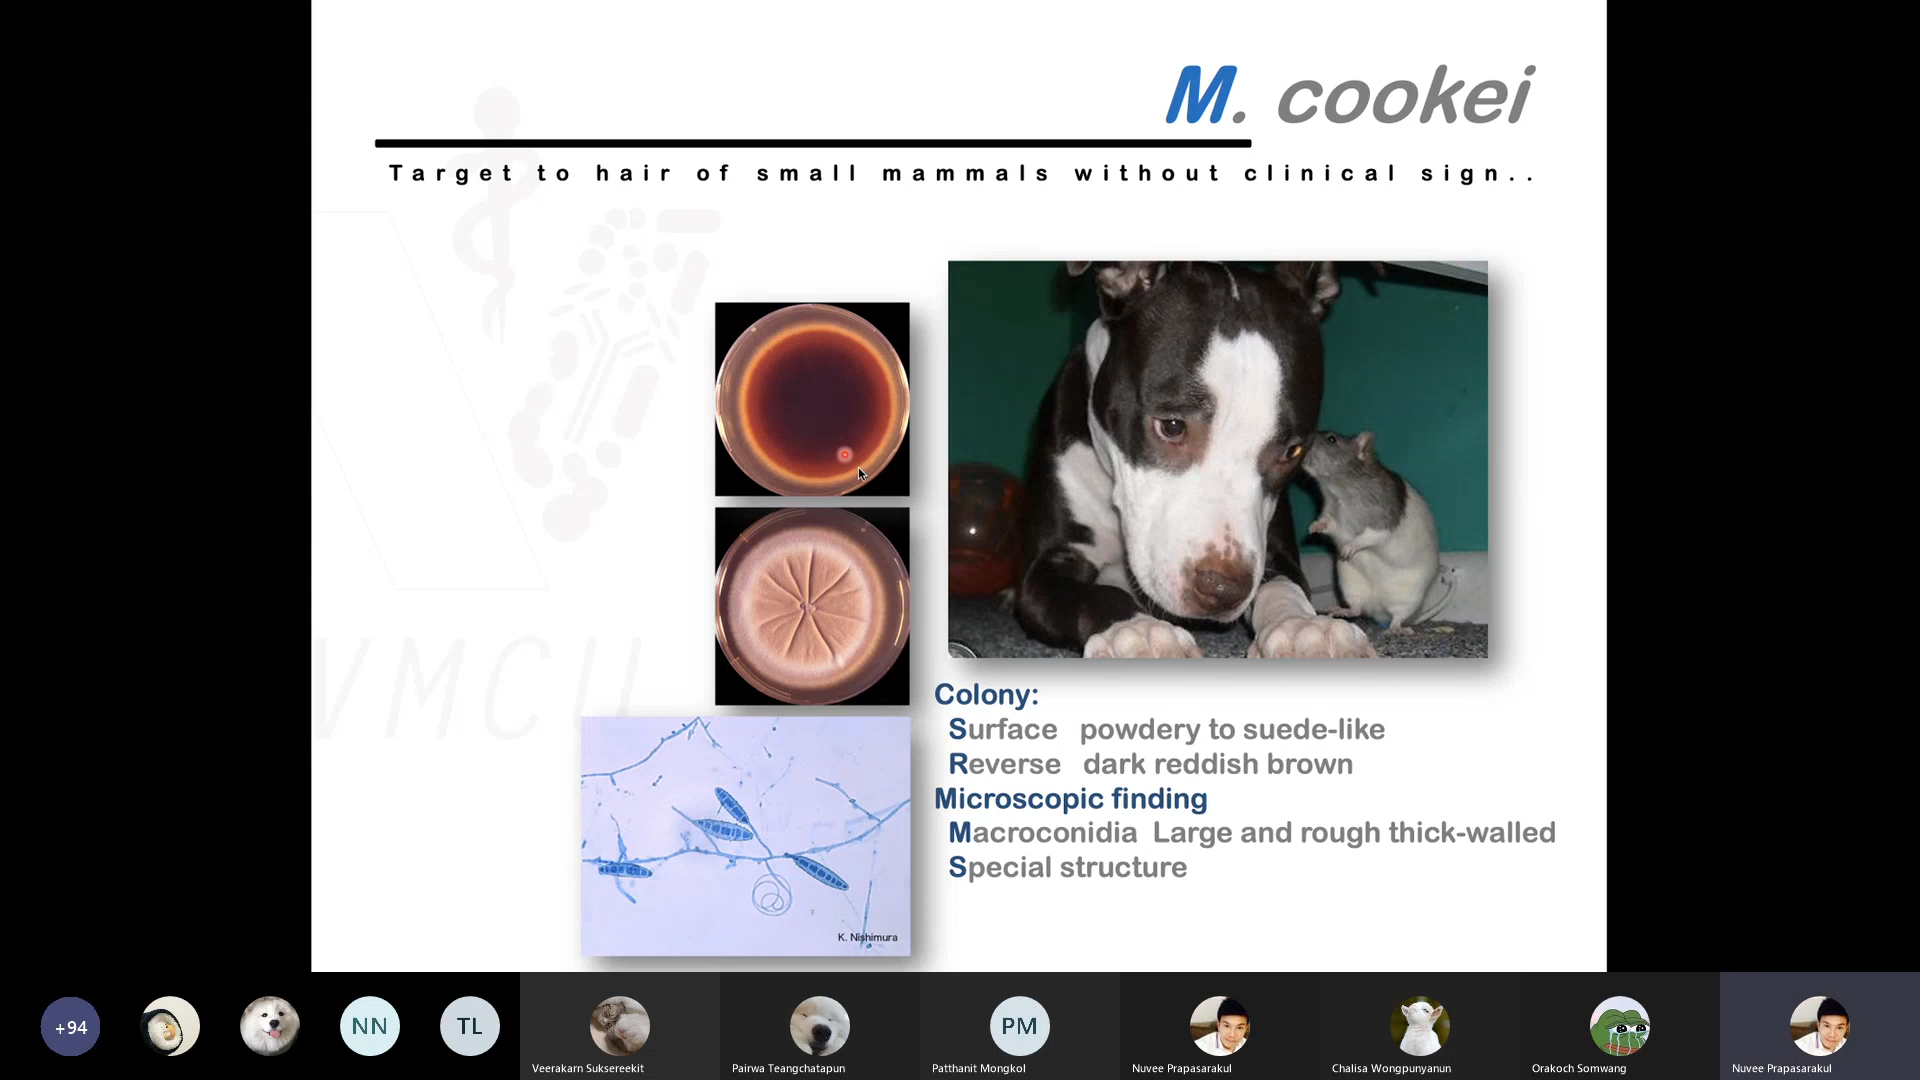 M. cookei
Target to hair of small mammals without clinical sign..
Colony:
Surface powdery to suede-like
Reverse dark reddish brown
Microscopic finding
Macroconidia Large and rough thick-walled
Special structure
K. Nishimura
VMCU
+94
NN
TL
PM
Veerakarn Suksereekit
Pairwa Teangchatapun
Patthanit Mongkol
Nuvee Prapasarakul
Chalisa Wongpunyanun
Orakoch Somwang
Nuvee Prapasarakul